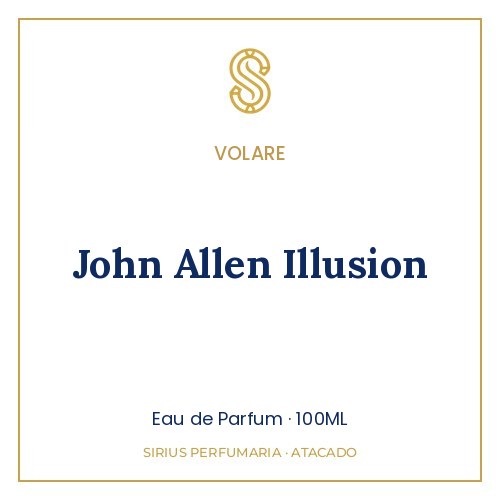 VOLARE
John Allen Illusion
Eau de Parfum · 100ML
SIRIUS PERFUMARIA · ATACADO